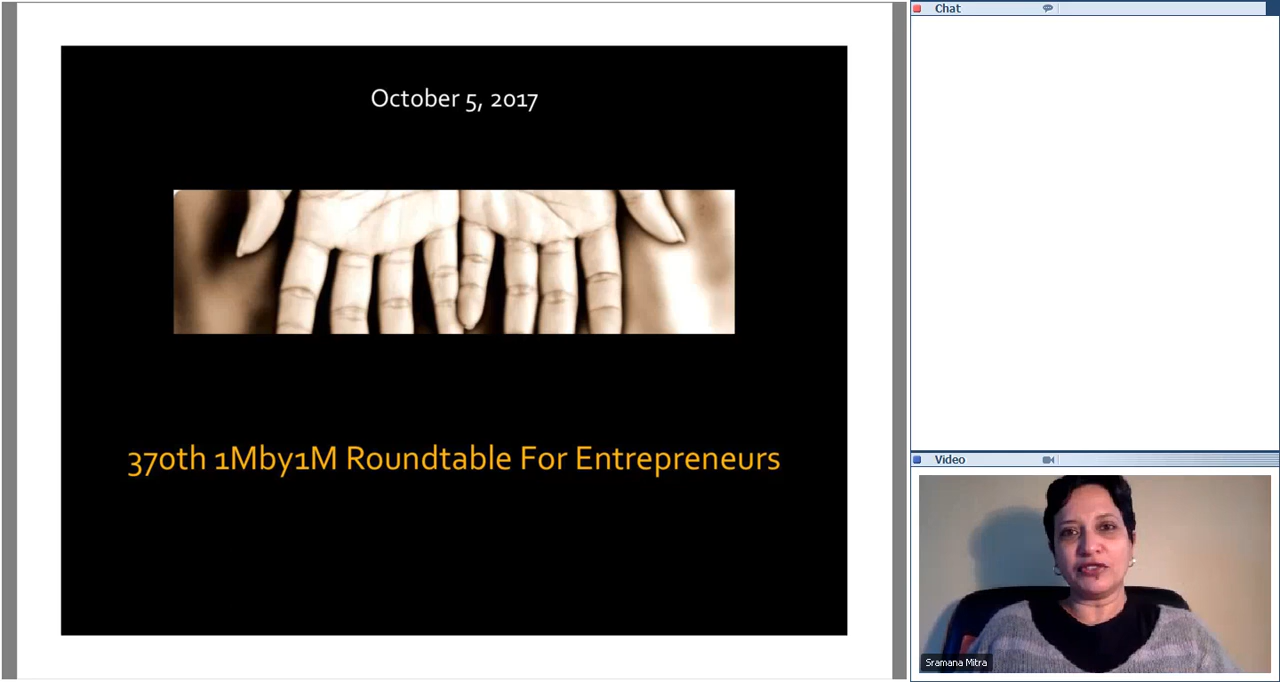 October 5, 2017
370th 1Mby1M Roundtable For Entrepreneurs
Chat
Video
Sramana Mitra